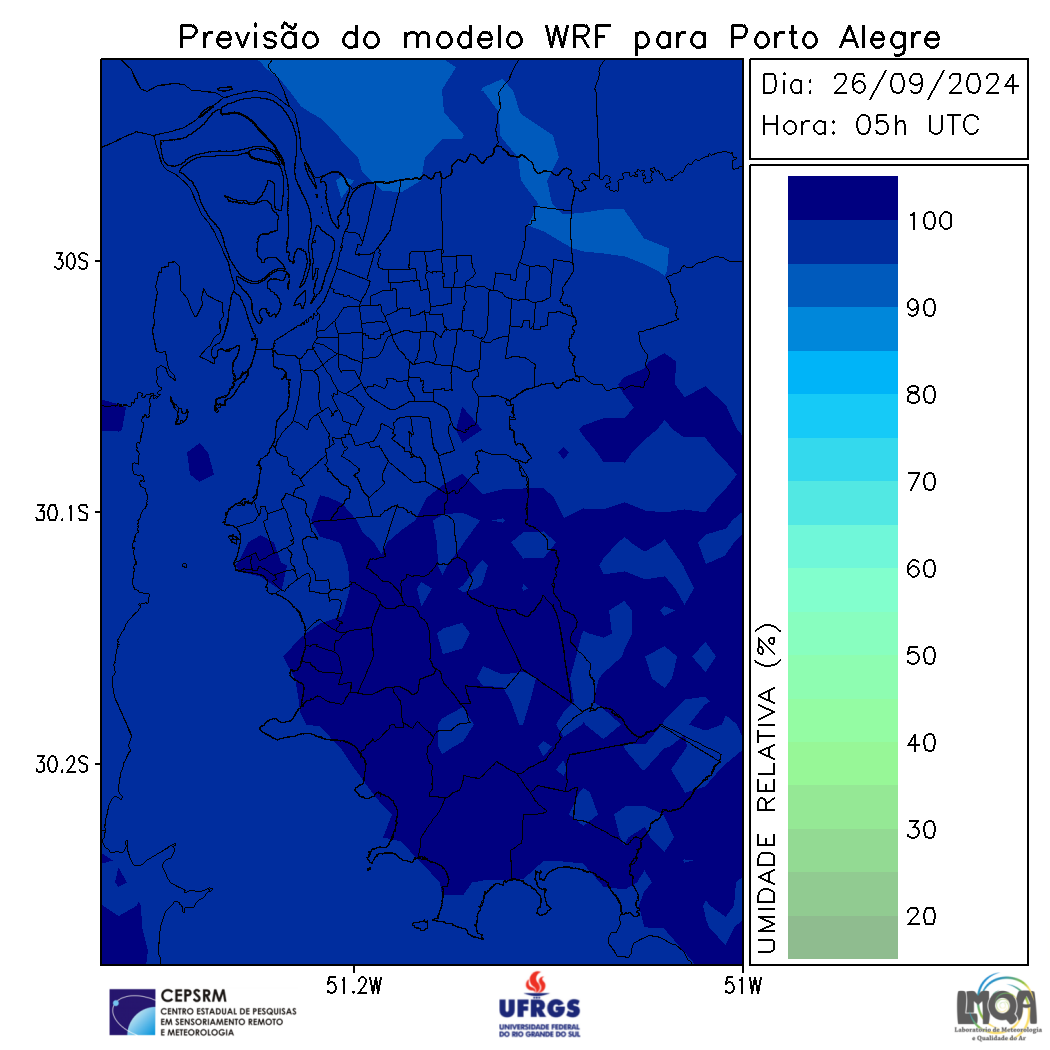 Previsão do modelo WRF para Porto Alegre
Dia: 26/09/2024
Hora: 05h UTC
30S
30.1S
30.2S
51.2W
51W
100
90
80
70
60
50
40
30
20
UMIDADE RELATIVA (%)
CEPSRM
CENTRO ESTADUAL DE PESQUISAS
EM SENSORIAMENTO REMOTO
E METEOROLOGIA
UFRGS
UNIVERSIDADE FEDERAL
DO RIO GRANDE DO SUL
LMQA
Laboratório de Meteorologia
e Qualidade do Ar